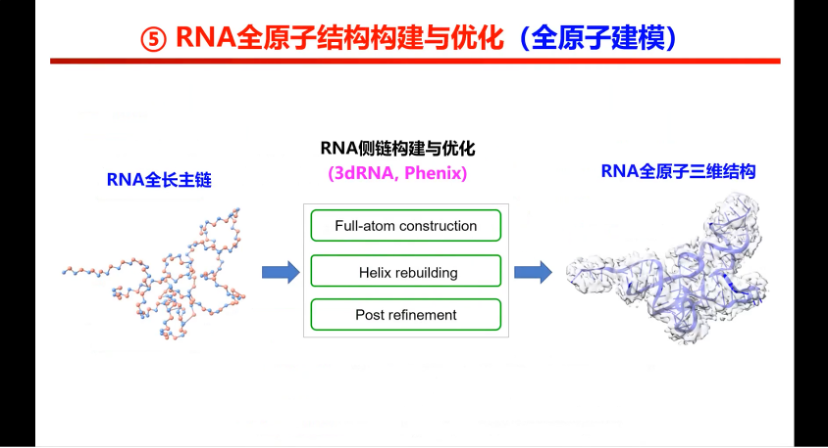 ⑤ RNA全原子结构构建与优化（全原子建模）
RNA侧链构建与优化
(3dRNA, Phenix)
RNA全长主链
RNA全原子三维结构
Full-atom construction
Helix rebuilding
Post refinement